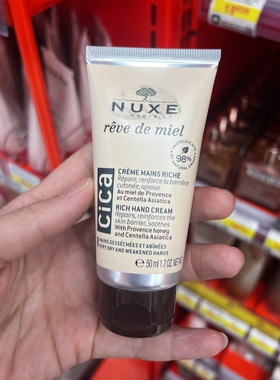 NUXE
rêve de miel
98%
cica
CRÈME MAINS RICHE
Répare, renforce la barrière
cutanée, apaise
Au miel de Provence
et Centella Asiatica
RICH HAND CREAM
Repairs, reinforces the
skin barrier, soothes
With Provence honey
and Centella Asiatica
MAINS DESSÉCHÉES ET ABÎMÉES
VERY DRY AND WEAKENED HANDS
℮ 50 ml 1.7 OZ. NET WT.